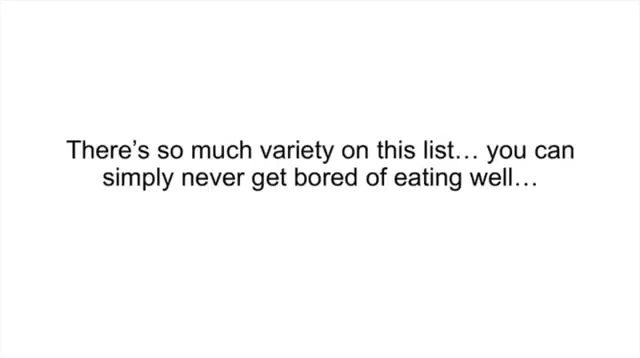 There’s so much variety on this list… you can
simply never get bored of eating well…